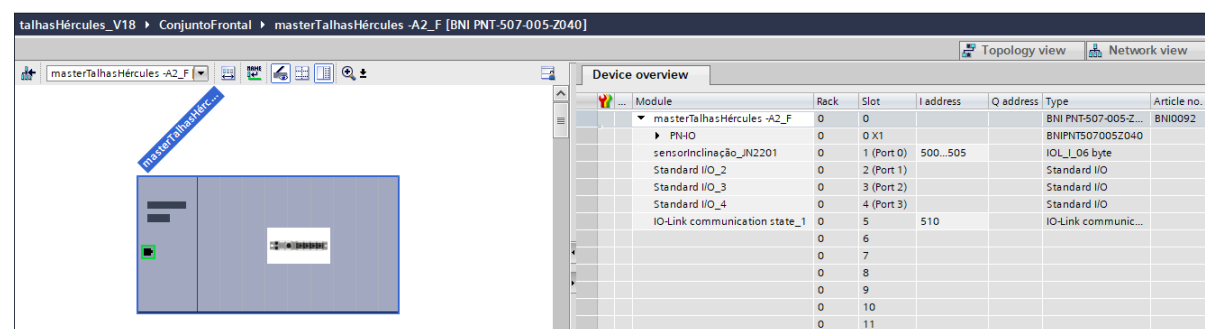 talhasHércules_V18 ▸ ConjuntoFrontal ▸ masterTalhasHércules -A2_F [BNI PNT-507-005-Z040]
Topology view Network view
masterTalhasHércules -A2_F [
Device overview
... Module Rack Slot I address Q address Type Article no.
masterTalhasHércules -A2_F 0 0 BNI PNT-507-005-Z... BNI0092
PN-IO 0 0 X1 BNIPNT507005Z040
sensorInclinação_JN2201 0 1 (Port 0) 500...505 IOL_I_06 byte
Standard I/O_2 0 2 (Port 1) Standard I/O
Standard I/O_3 0 3 (Port 2) Standard I/O
Standard I/O_4 0 4 (Port 3) Standard I/O
IO-Link communication state_1 0 5 510 IO-Link communic...
0 6
0 7
0 8
0 9
0 10
0 11
masterTalhasHérc...